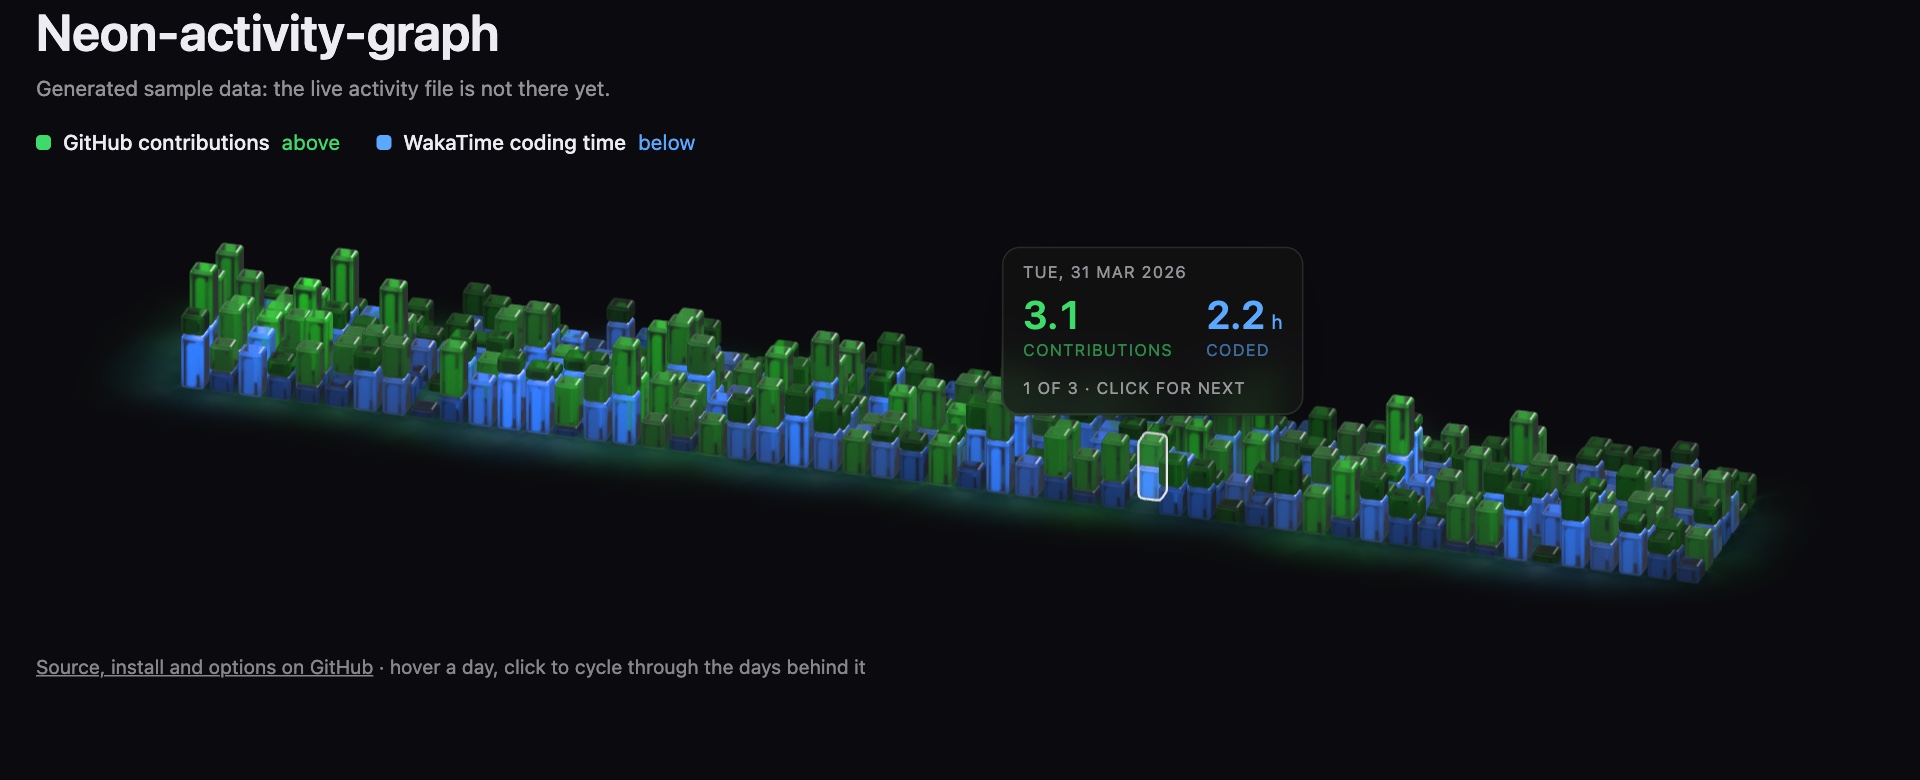 Neon-activity-graph
Generated sample data: the live activity file is not there yet.
GitHub contributions above WakaTime coding time below
TUE, 31 MAR 2026
3.1 2.2 h
CONTRIBUTIONS CODED
1 OF 3 · CLICK FOR NEXT
Source, install and options on GitHub · hover a day, click to cycle through the days behind it